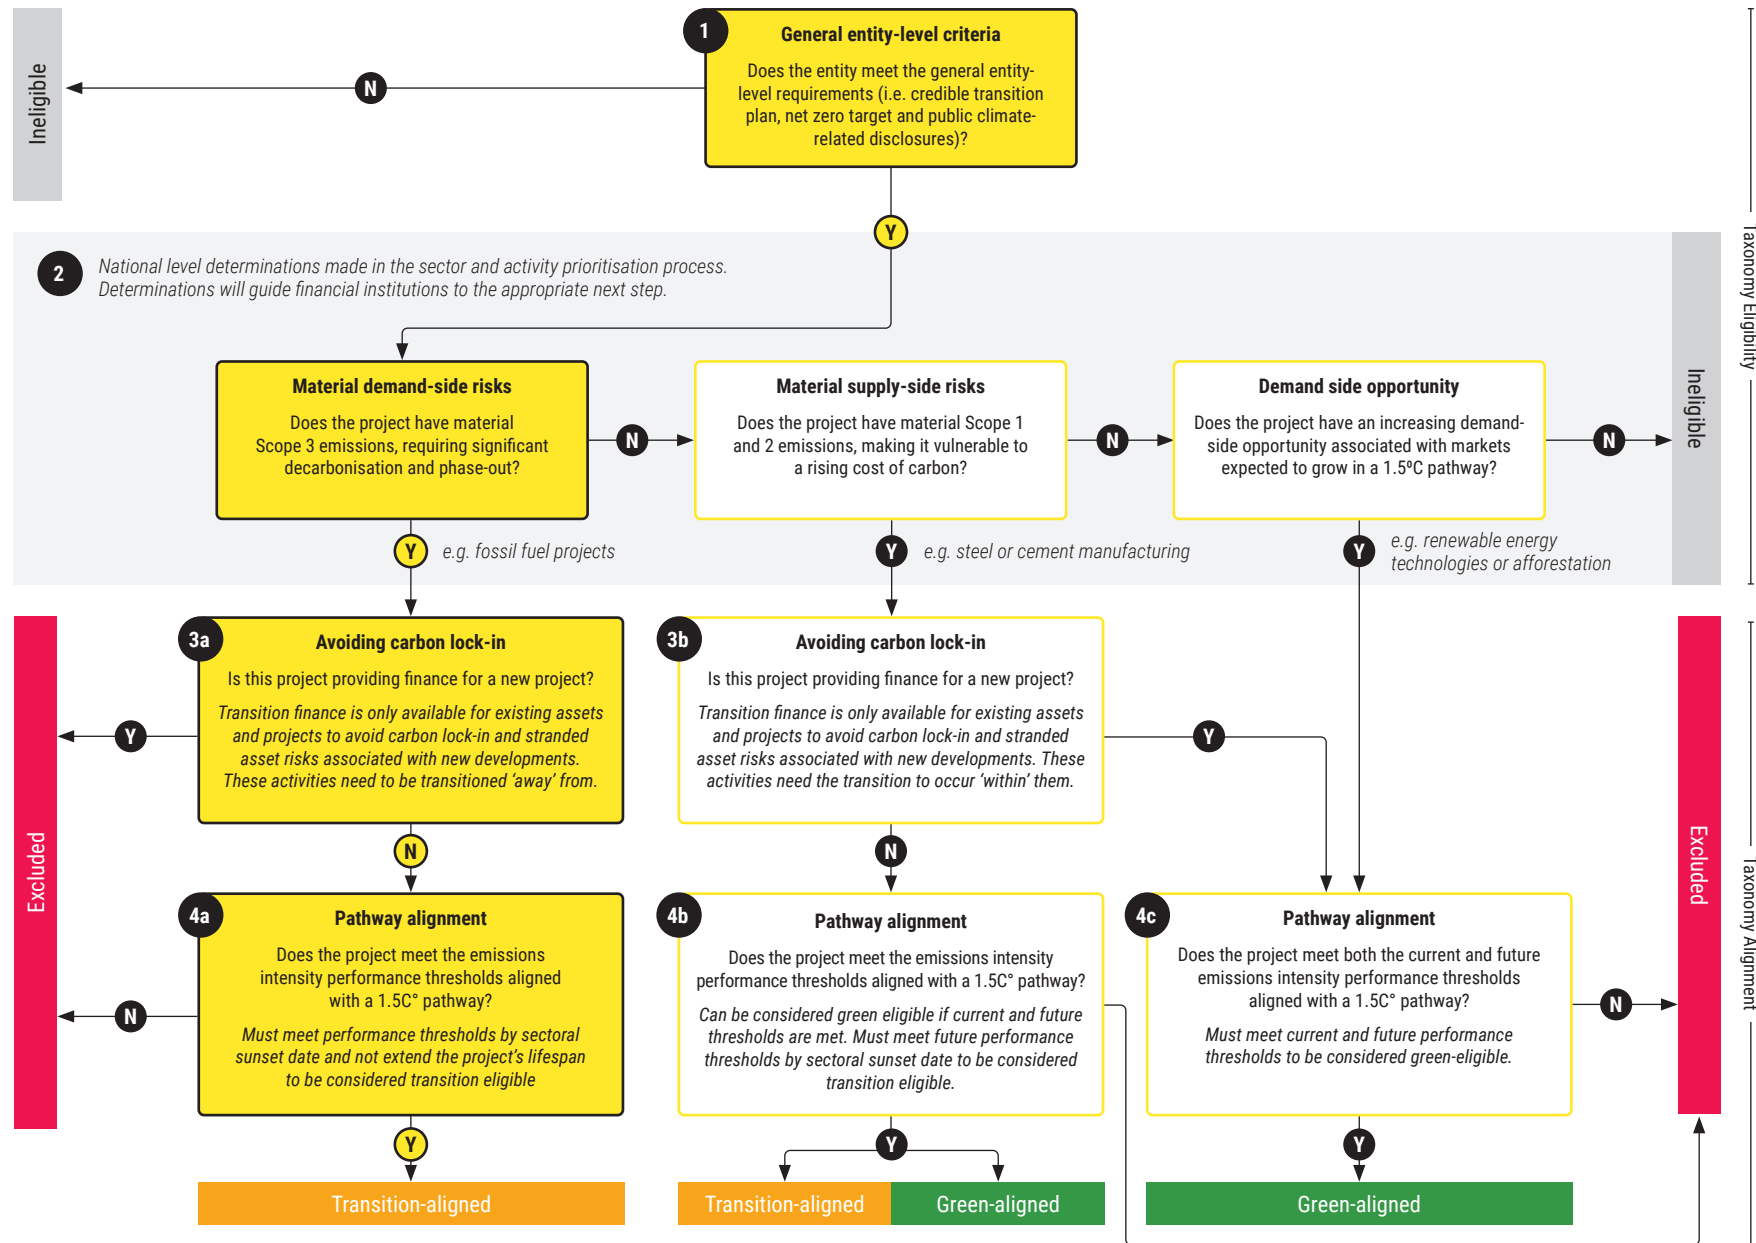 1
General entity-level criteria
Does the entity meet the general entity-
level requirements (i.e. credible transition
plan, net zero target and public climate-
related disclosures)?
N
Ineligible
Y
2
National level determinations made in the sector and activity prioritisation process.
Determinations will guide financial institutions to the appropriate next step.
Taxonomy Eligibility
Material demand-side risks
Does the project have material
Scope 3 emissions, requiring significant
decarbonisation and phase-out?
N
Material supply-side risks
Does the project have material Scope 1
and 2 emissions, making it vulnerable to
a rising cost of carbon?
N
Demand side opportunity
Does the project have an increasing demand-
side opportunity associated with markets
expected to grow in a 1.5ºC pathway?
N
Ineligible
Y
e.g. fossil fuel projects
Y
e.g. steel or cement manufacturing
Y
e.g. renewable energy
technologies or afforestation
3a
Avoiding carbon lock-in
Is this project providing finance for a new project?
Transition finance is only available for existing assets
and projects to avoid carbon lock-in and stranded
asset risks associated with new developments.
These activities need to be transitioned ‘away’ from.
Y
3b
Avoiding carbon lock-in
Is this project providing finance for a new project?
Transition finance is only available for existing assets
and projects to avoid carbon lock-in and stranded
asset risks associated with new developments. These
activities need the transition to occur ‘within’ them.
Y
Excluded
Excluded
Taxonomy Alignment
N
N
4a
Pathway alignment
Does the project meet the emissions
intensity performance thresholds aligned
with a 1.5C° pathway?
Must meet performance thresholds by sectoral
sunset date and not extend the project’s lifespan
to be considered transition eligible
N
4b
Pathway alignment
Does the project meet the emissions intensity
performance thresholds aligned with a 1.5C° pathway?
Can be considered green eligible if current and future
thresholds are met. Must meet future performance
thresholds by sectoral sunset date to be considered
transition eligible.
4c
Pathway alignment
Does the project meet both the current and future
emissions intensity performance thresholds
aligned with a 1.5C° pathway?
Must meet current and future performance
thresholds to be considered green-eligible.
N
Y
Y
Y
Transition-aligned
Transition-aligned
Green-aligned
Green-aligned